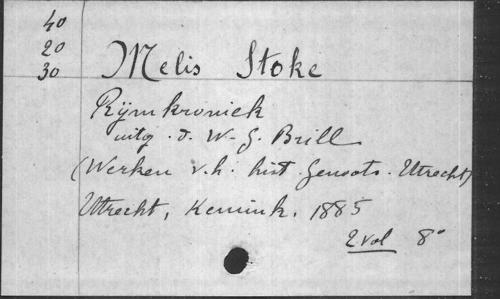 40
20
30
Melis Stoke
Rijmkroniek
uitg. d. W. G. Brill
(Werken v.h. hist. Genoots. Utrecht)
Utrecht, Kemink, 1885
2 vol 8°